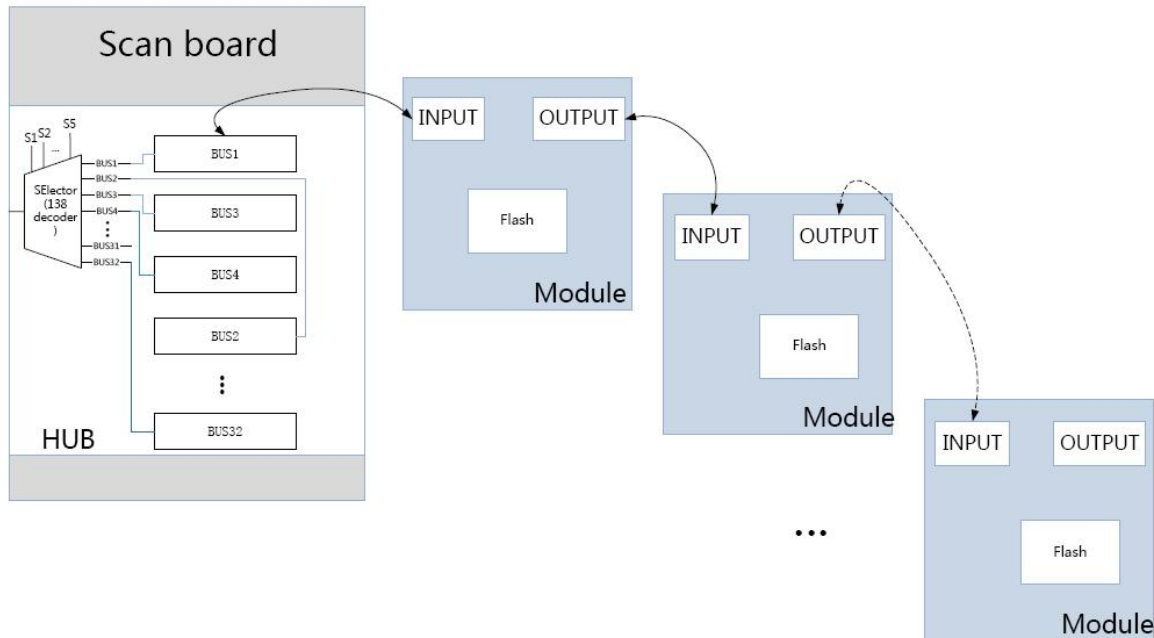 Scan board
S1
S2
...
S5
SElector
(138
decoder
)
BUS1
BUS2
BUS3
BUS4
BUS31
BUS32
BUS1
BUS3
BUS4
BUS2
BUS32
HUB
INPUT
OUTPUT
Flash
Module
INPUT
OUTPUT
Flash
Module
INPUT
OUTPUT
Flash
Module
...